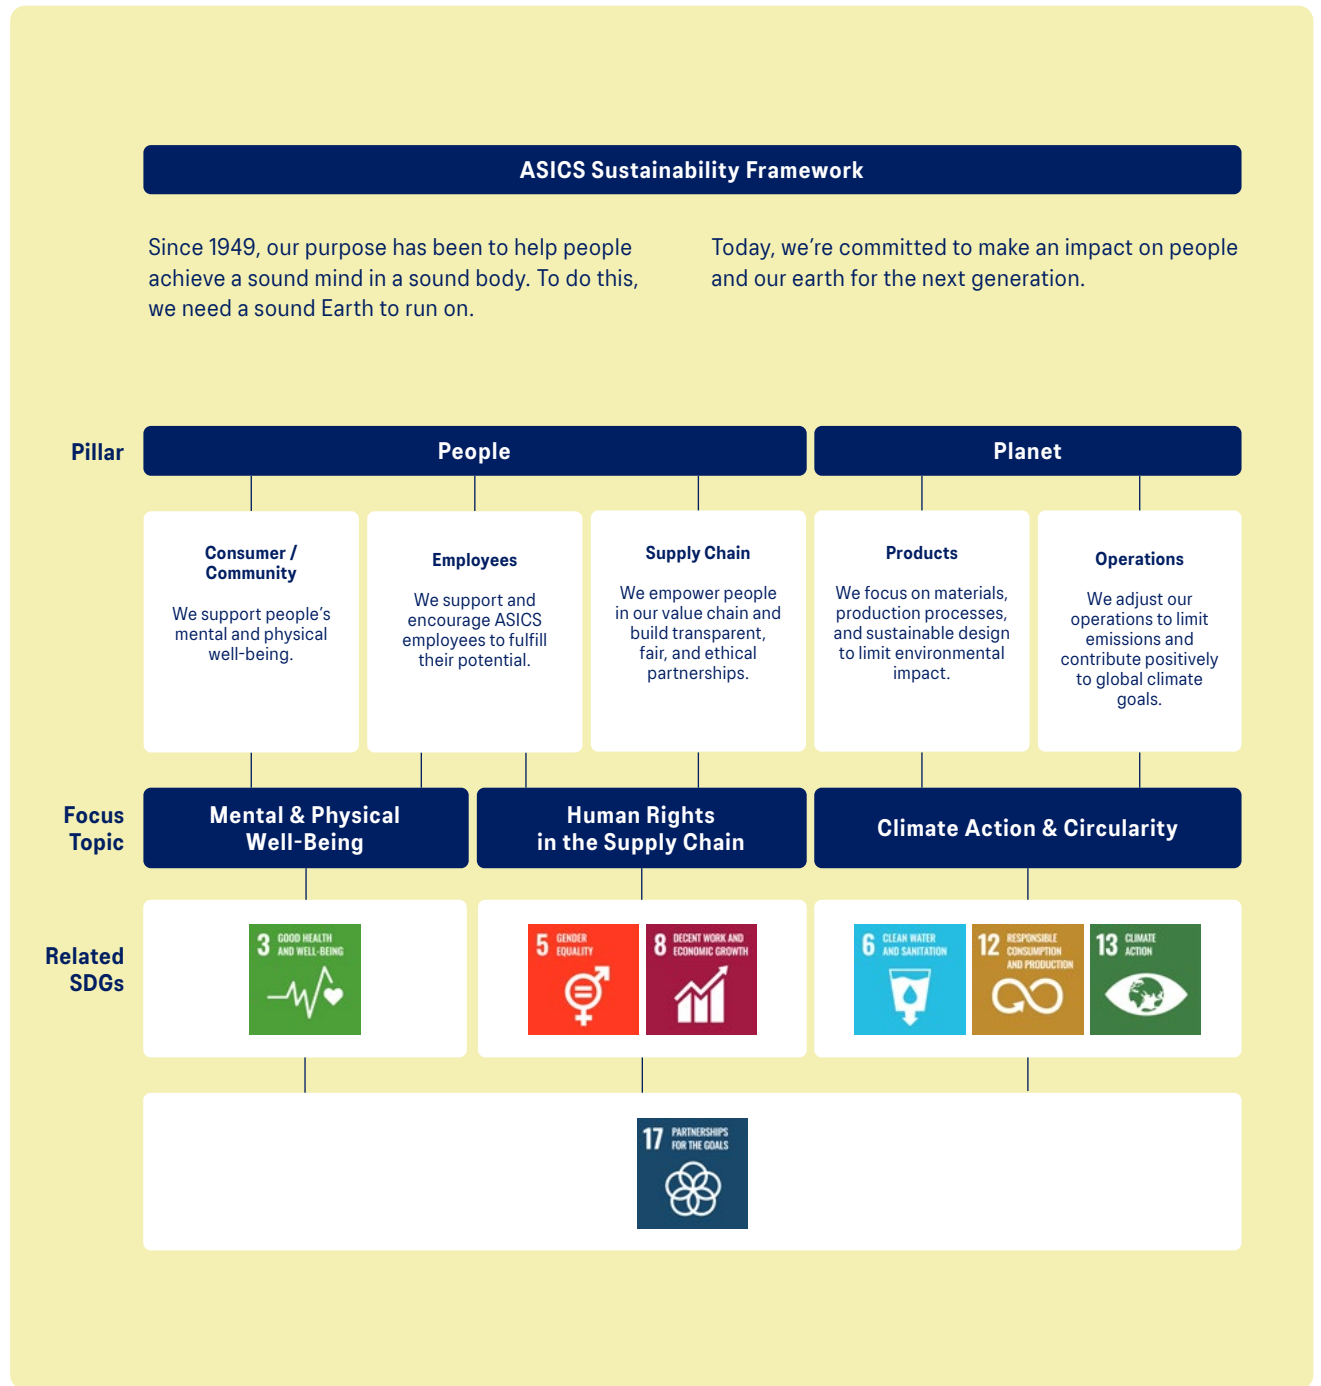 ASICS Sustainability Framework
Since 1949, our purpose has been to help people
achieve a sound mind in a sound body. To do this,
we need a sound Earth to run on.
Today, we’re committed to make an impact on people
and our earth for the next generation.
Pillar
People
Planet
Consumer /
Community
We support people’s
mental and physical
well-being.
Employees
We support and
encourage ASICS
employees to fulfill
their potential.
Supply Chain
We empower people
in our value chain and
build transparent,
fair, and ethical
partnerships.
Products
We focus on materials,
production processes,
and sustainable design
to limit environmental
impact.
Operations
We adjust our
operations to limit
emissions and
contribute positively
to global climate
goals.
Focus
Topic
Mental & Physical
Well-Being
Human Rights
in the Supply Chain
Climate Action & Circularity
Related
SDGs
3 GOOD HEALTH
AND WELL-BEING
5 GENDER
EQUALITY
8 DECENT WORK AND
ECONOMIC GROWTH
6 CLEAN WATER
AND SANITATION
12 RESPONSIBLE
CONSUMPTION
AND PRODUCTION
13 CLIMATE
ACTION
17 PARTNERSHIPS
FOR THE GOALS